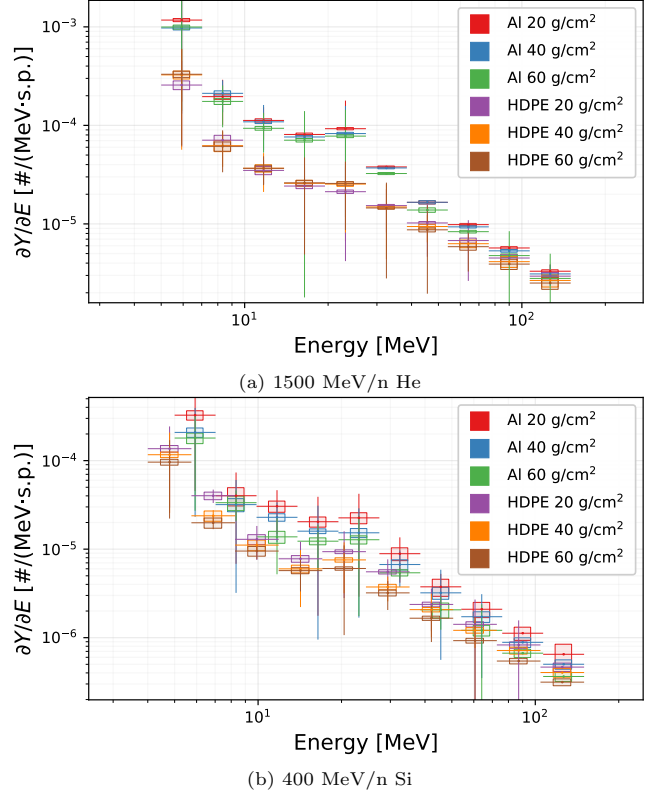 10⁻³
10⁻⁴
10⁻⁵
∂Y/∂E [#/(MeV·s.p.)]
Al 20 g/cm²
Al 40 g/cm²
Al 60 g/cm²
HDPE 20 g/cm²
HDPE 40 g/cm²
HDPE 60 g/cm²
10¹
10²
Energy [MeV]
(a) 1500 MeV/n He
10⁻⁴
10⁻⁵
10⁻⁶
∂Y/∂E [#/(MeV·s.p.)]
Al 20 g/cm²
Al 40 g/cm²
Al 60 g/cm²
HDPE 20 g/cm²
HDPE 40 g/cm²
HDPE 60 g/cm²
10¹
10²
Energy [MeV]
(b) 400 MeV/n Si